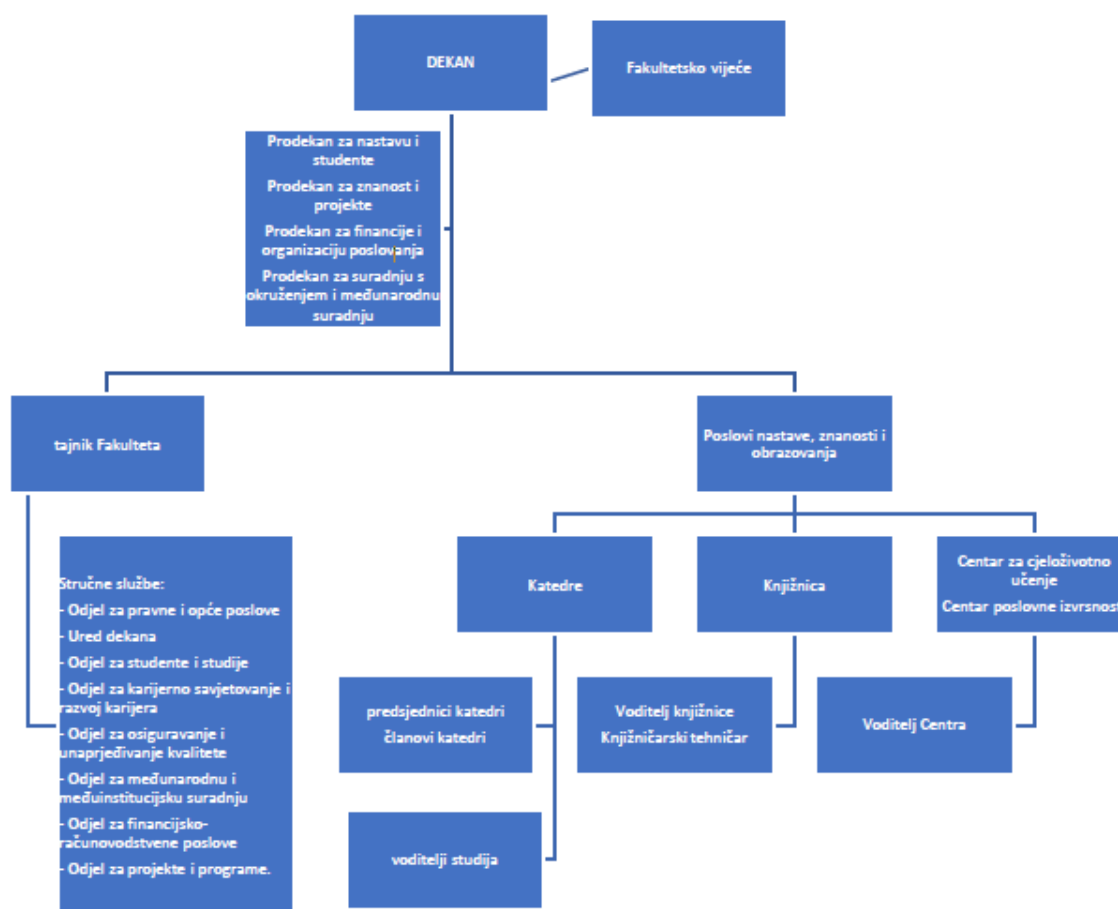 DEKAN
Fakultetsko vijeće
Prodekan za nastavu i
studente
Prodekan za znanost i
projekte
Prodekan za financije i
organizaciju poslovanja
Prodekan za suradnju s
okruženjem i međunarodnu
suradnju
tajnik Fakulteta
Poslovi nastave, znanosti i
obrazovanja
Stručne službe:
- Odjel za pravne i opće poslove
- Ured dekana
- Odjel za studente i studije
- Odjel za karijerno savjetovanje i
razvoj karijera
- Odjel za osiguravanje i
unaprjeđivanje kvalitete
- Odjel za međunarodnu i
međuinstitucijsku suradnju
- Odjel za financijsko-
računovodstvene poslove
- Odjel za projekte i programe.
Katedre
Knjižnica
Centar za cjeloživotno
učenje
Centar poslovne izvrsnost
predsjednici katedri
članovi katedri
Voditelj knjižnice
Knjižničarski tehničar
Voditelj Centra
voditelji studija